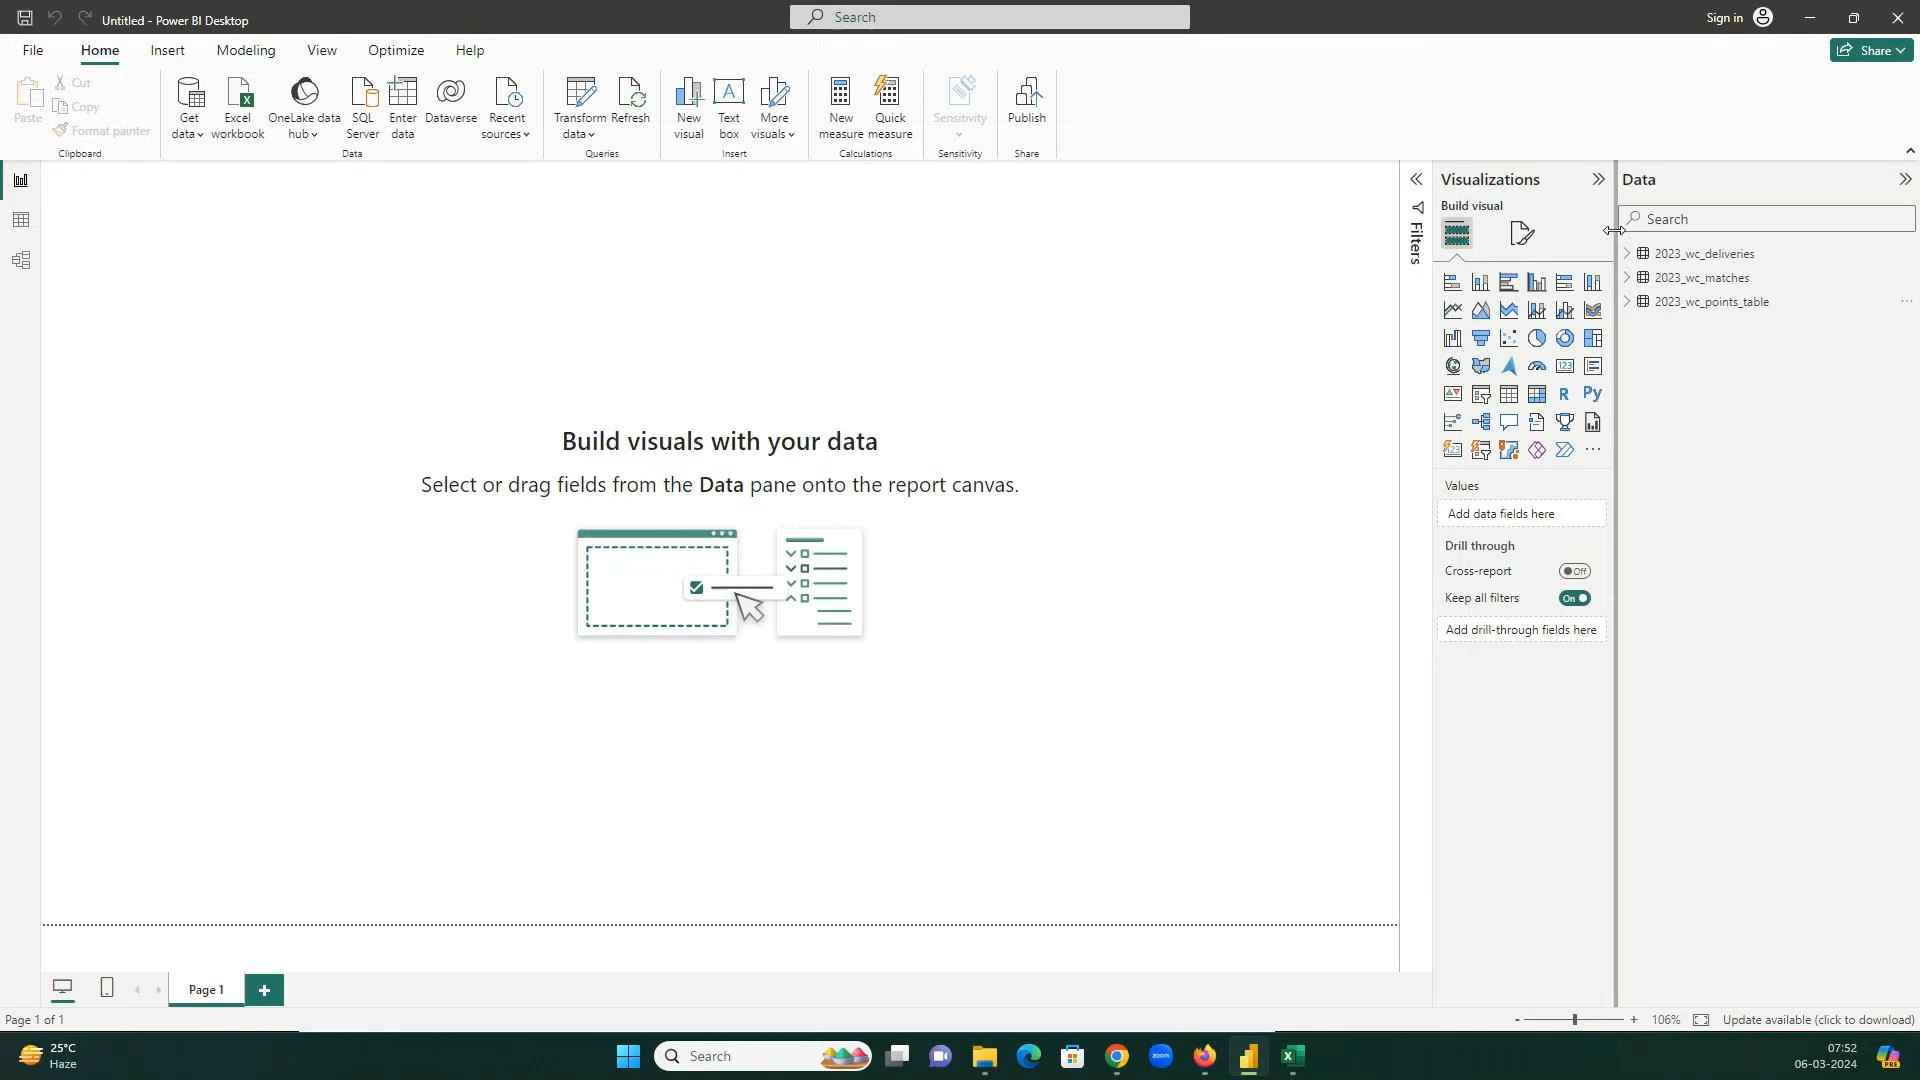 Untitled - Power BI Desktop
Search
Sign in
File Home Insert Modeling View Optimize Help
Share
Paste
Cut
Copy
Format painter
Clipboard
Get data
Excel workbook
OneLake data hub
SQL Server
Enter data
Dataverse
Recent sources
Data
Transform data
Refresh
Queries
New visual
Text box
More visuals
Insert
New measure
Quick measure
Calculations
Sensitivity
Sensitivity
Publish
Share
Filters
Visualizations
Build visual
123
R
Py
123
Values
Add data fields here
Drill through
Cross-report Off
Keep all filters On
Add drill-through fields here
Data
Search
2023_wc_deliveries
2023_wc_matches
2023_wc_points_table
Build visuals with your data
Select or drag fields from the Data pane onto the report canvas.
Page 1
Page 1 of 1
- + 106%
Update available (click to download)
25°C
Haze
Search
zoom
07:52
06-03-2024
PRE